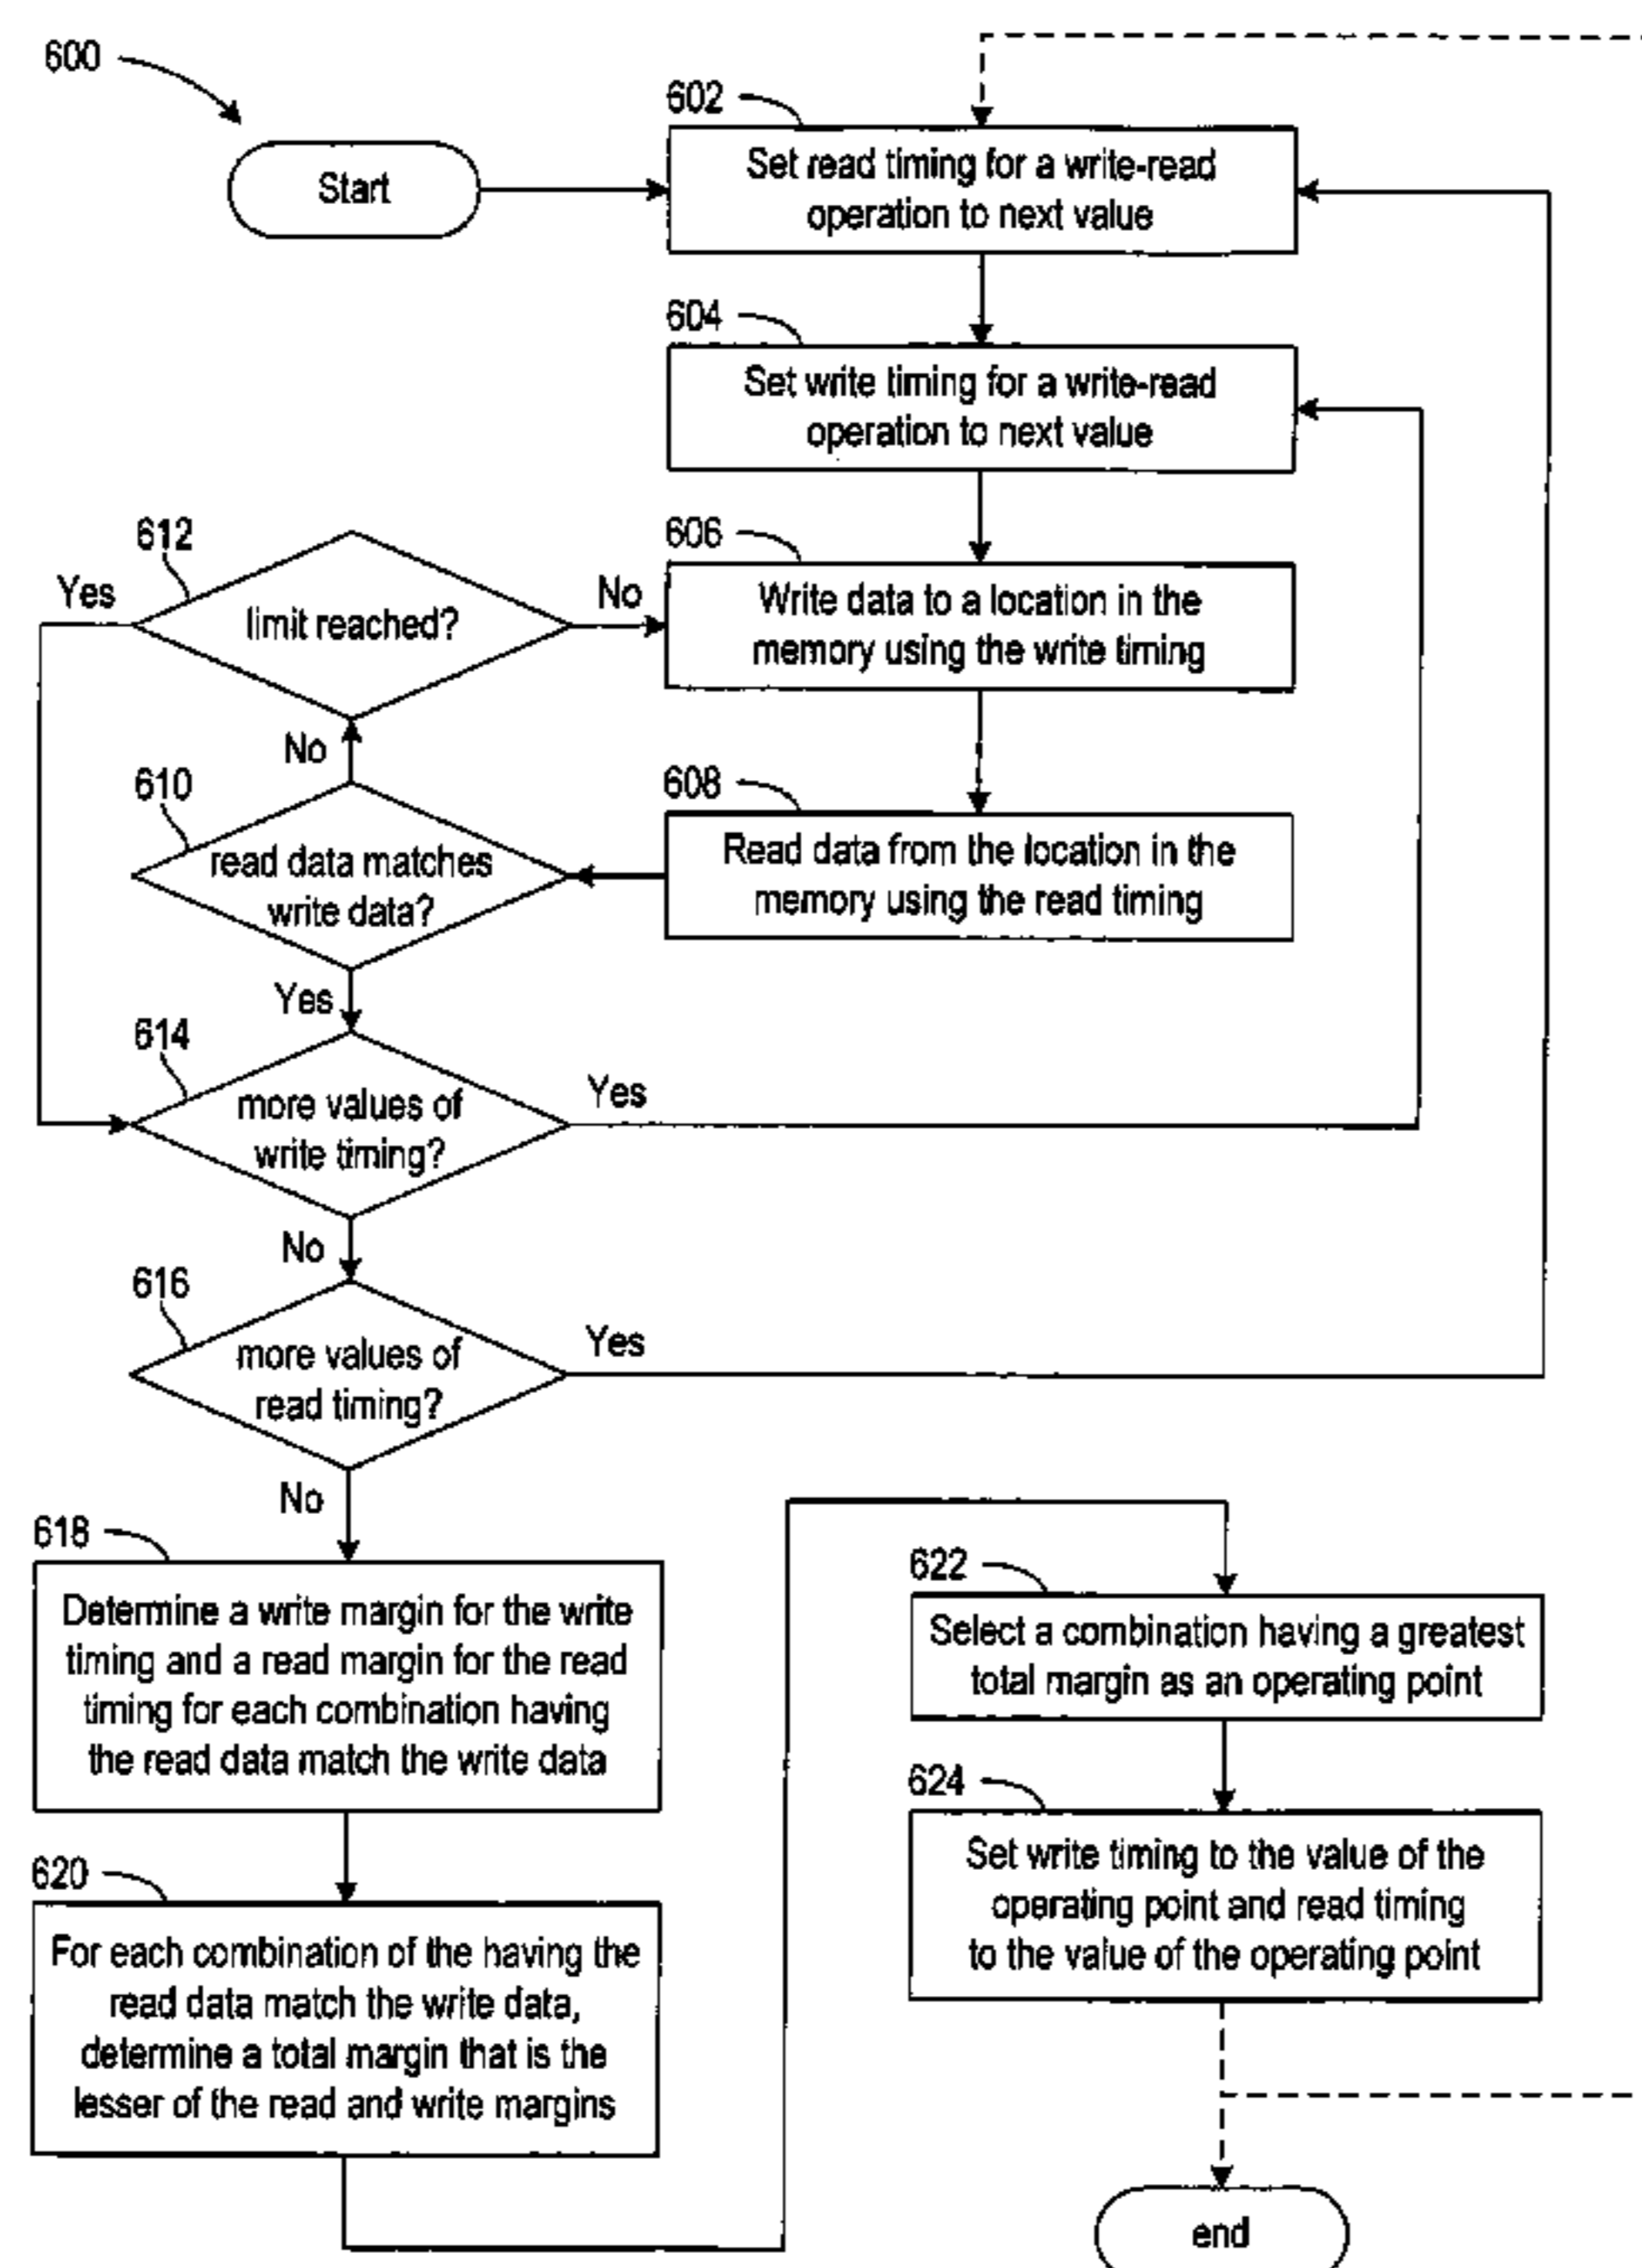 600
602
Set read timing for a write-read
operation to next value
Start
604
Set write timing for a write-read
operation to next value
612
Yes
limit reached?
No
606
Write data to a location in the
memory using the write timing
No
610
read data matches
write data?
608
Read data from the location in the
memory using the read timing
Yes
614
more values of
write timing?
Yes
No
616
more values of
read timing?
Yes
No
618
Determine a write margin for the write
timing and a read margin for the read
timing for each combination having
the read data match the write data
620
For each combination of the having the
read data match the write data,
determine a total margin that is the
lesser of the read and write margins
622
Select a combination having a greatest
total margin as an operating point
624
Set write timing to the value of the
operating point and read timing
to the value of the operating point
end